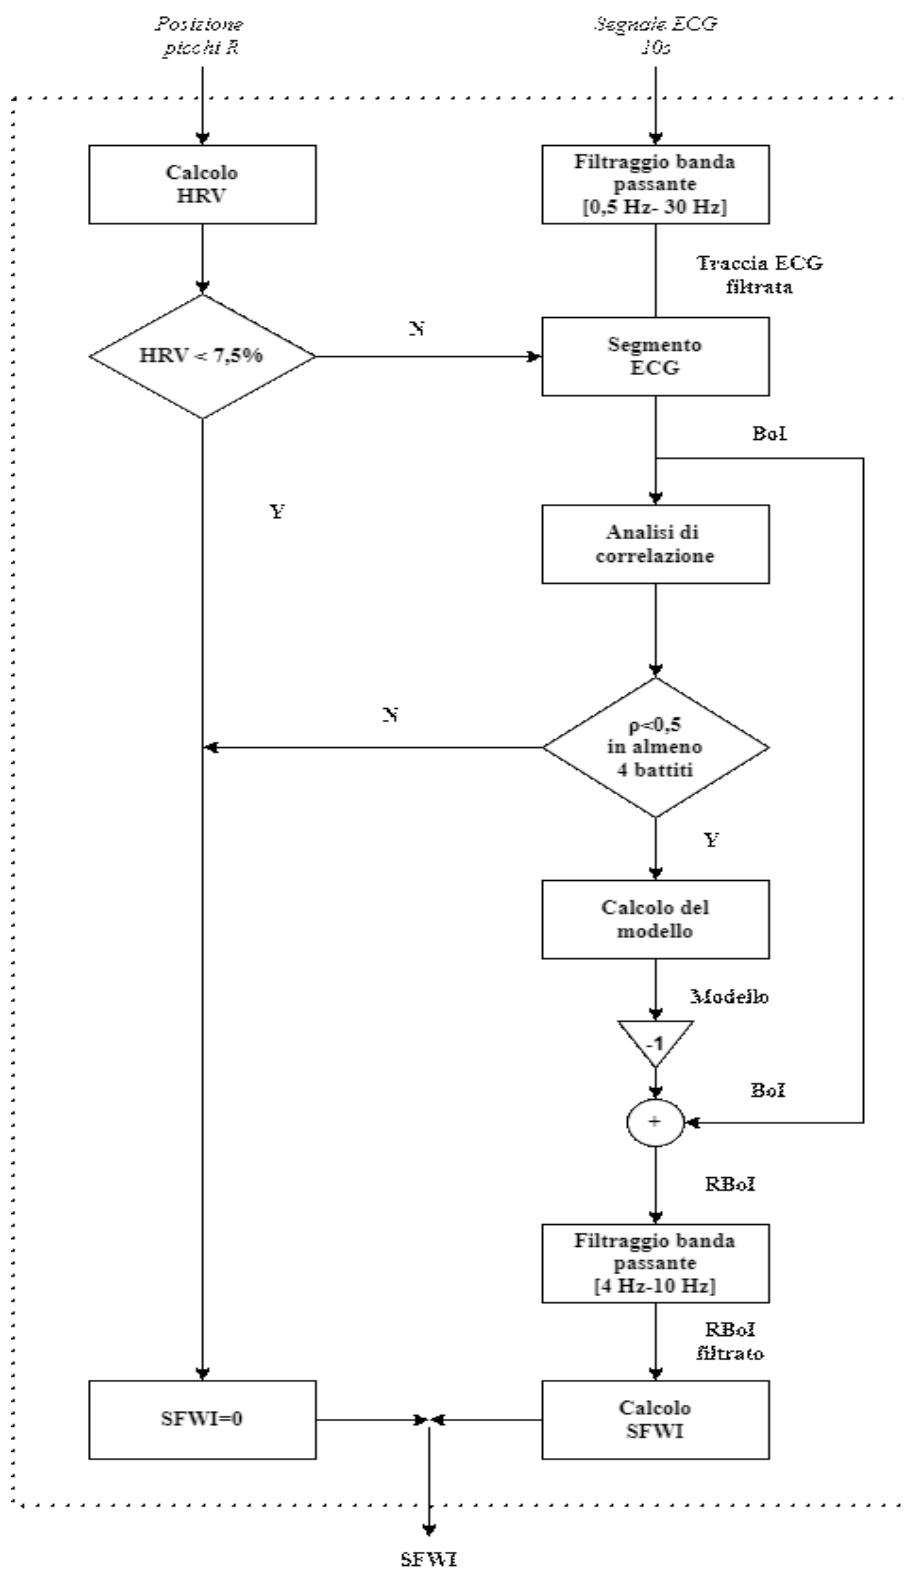 Posizione
picchi R
Segnale ECG
10s
Calcolo
HRV
Filtraggio banda
passante
[0,5 Hz- 30 Hz]
Traccia ECG
filtrata
HRV < 7,5%
N
Segmento
ECG
BoI
Y
Analisi di
correlazione
N
ρ<0,5
in almeno
4 battiti
Y
Calcolo del
modello
Modello
-1
BoI
+
RBoI
Filtraggio banda
passante
[4 Hz-10 Hz]
RBoI
filtrato
SFWI=0
Calcolo
SFWI
SFWI